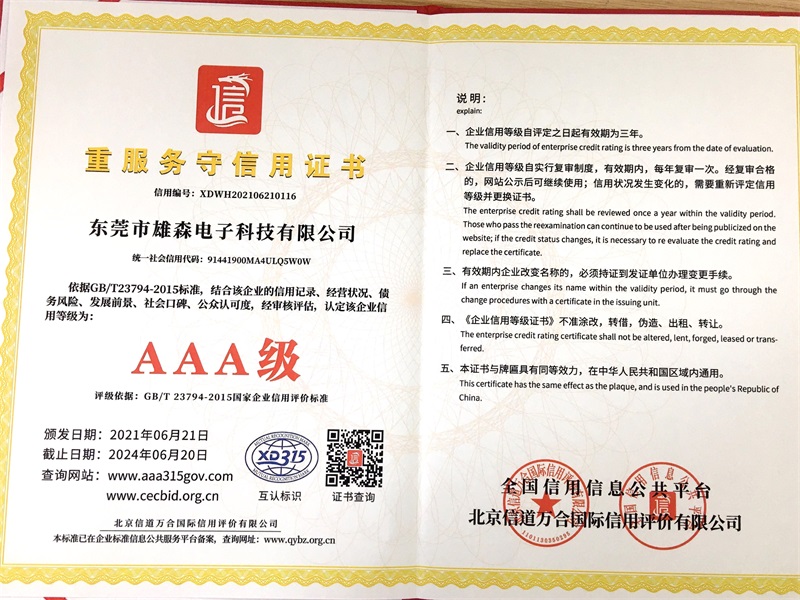 信
重服务守信用证书
信用编号：XDWH202106210116
东莞市雄森电子科技有限公司
统一社会信用代码：91441900MA4ULQ5W0W
依据GB/T23794-2015标准，结合该企业的信用记录、经营状况、债
务风险、发展前景、社会口碑、公众认可度，经审核评估，认定该企业信
用等级为：
AAA级
评级依据：GB/T 23794-2015国家企业信用评价标准
颁发日期：2021年06月21日
截止日期：2024年06月20日
查询网站：www.aaa315gov.com
www.cecbid.org.cn
XD315
互认标识
证书查询
北京信道万合国际信用评价有限公司
本标准已在企业标准信息公共服务平台备案，查询网站：www.qybz.org.cn
说明：
explain:
一、企业信用等级自评定之日起有效期为三年。
The validity period of enterprise credit rating is three years from the date of evaluation.
二、企业信用等级自实行复审制度，有效期内，每年复审一次。经复审合格
的，网站公示后可继续使用；信用状况发生变化的，需要重新评定信用
等级并更换证书。
The enterprise credit rating shall be reviewed once a year within the validity period.
Those who pass the reexamination can continue to be used after being publicized on the
website; if the credit status changes, it is necessary to re evaluate the credit rating and
replace the certificate.
三、有效期内企业改变名称的，必须持证到发证单位办理变更手续。
If an enterprise changes its name within the validity period, it must go through the
change procedures with a certificate in the issuing unit.
四、《企业信用等级证书》不准涂改，转借，伪造、出租、转让。
The enterprise credit rating certificate shall not be altered, lent, forged, leased or trans-
ferred.
五、本证书与牌匾具有同等效力，在中华人民共和国区域内通用。
This certificate has the same effect as the plaque, and is used in the people's Republic of
China.
全国信用信息公共平台
北京信道万合国际信用评价有限公司